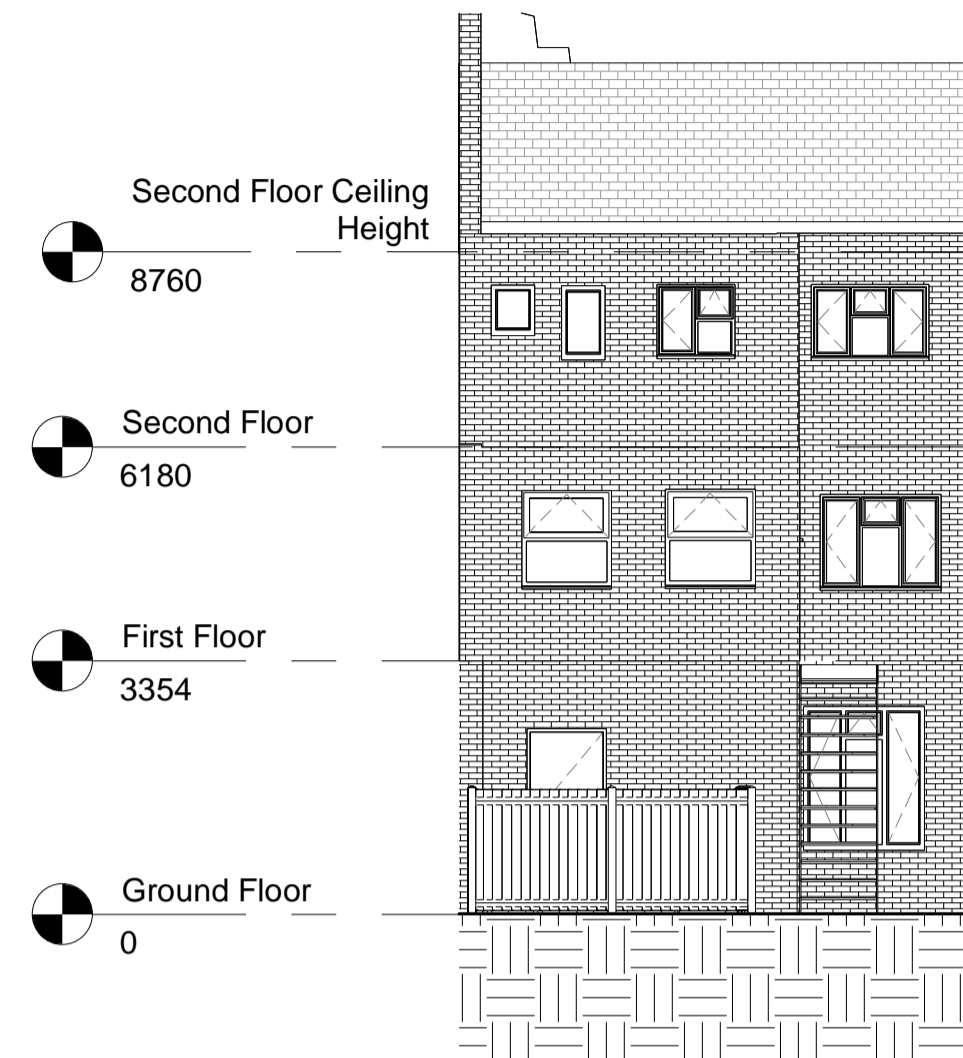 Second Floor Ceiling
Height
8760
Second Floor
6180
First Floor
3354
Ground Floor
0